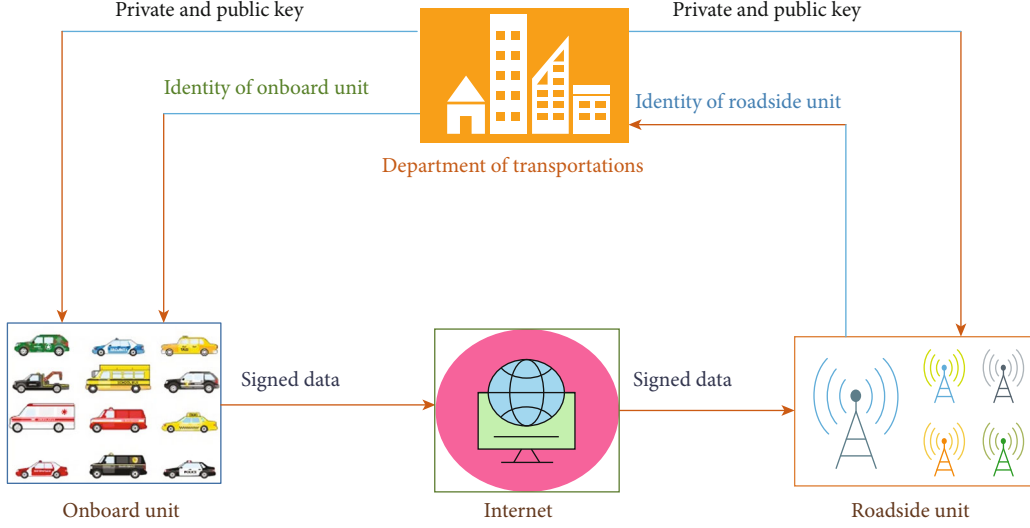 Private and public key
Private and public key
Identity of onboard unit
Identity of roadside unit
Department of transportations
Signed data
Signed data
Onboard unit
Internet
Roadside unit